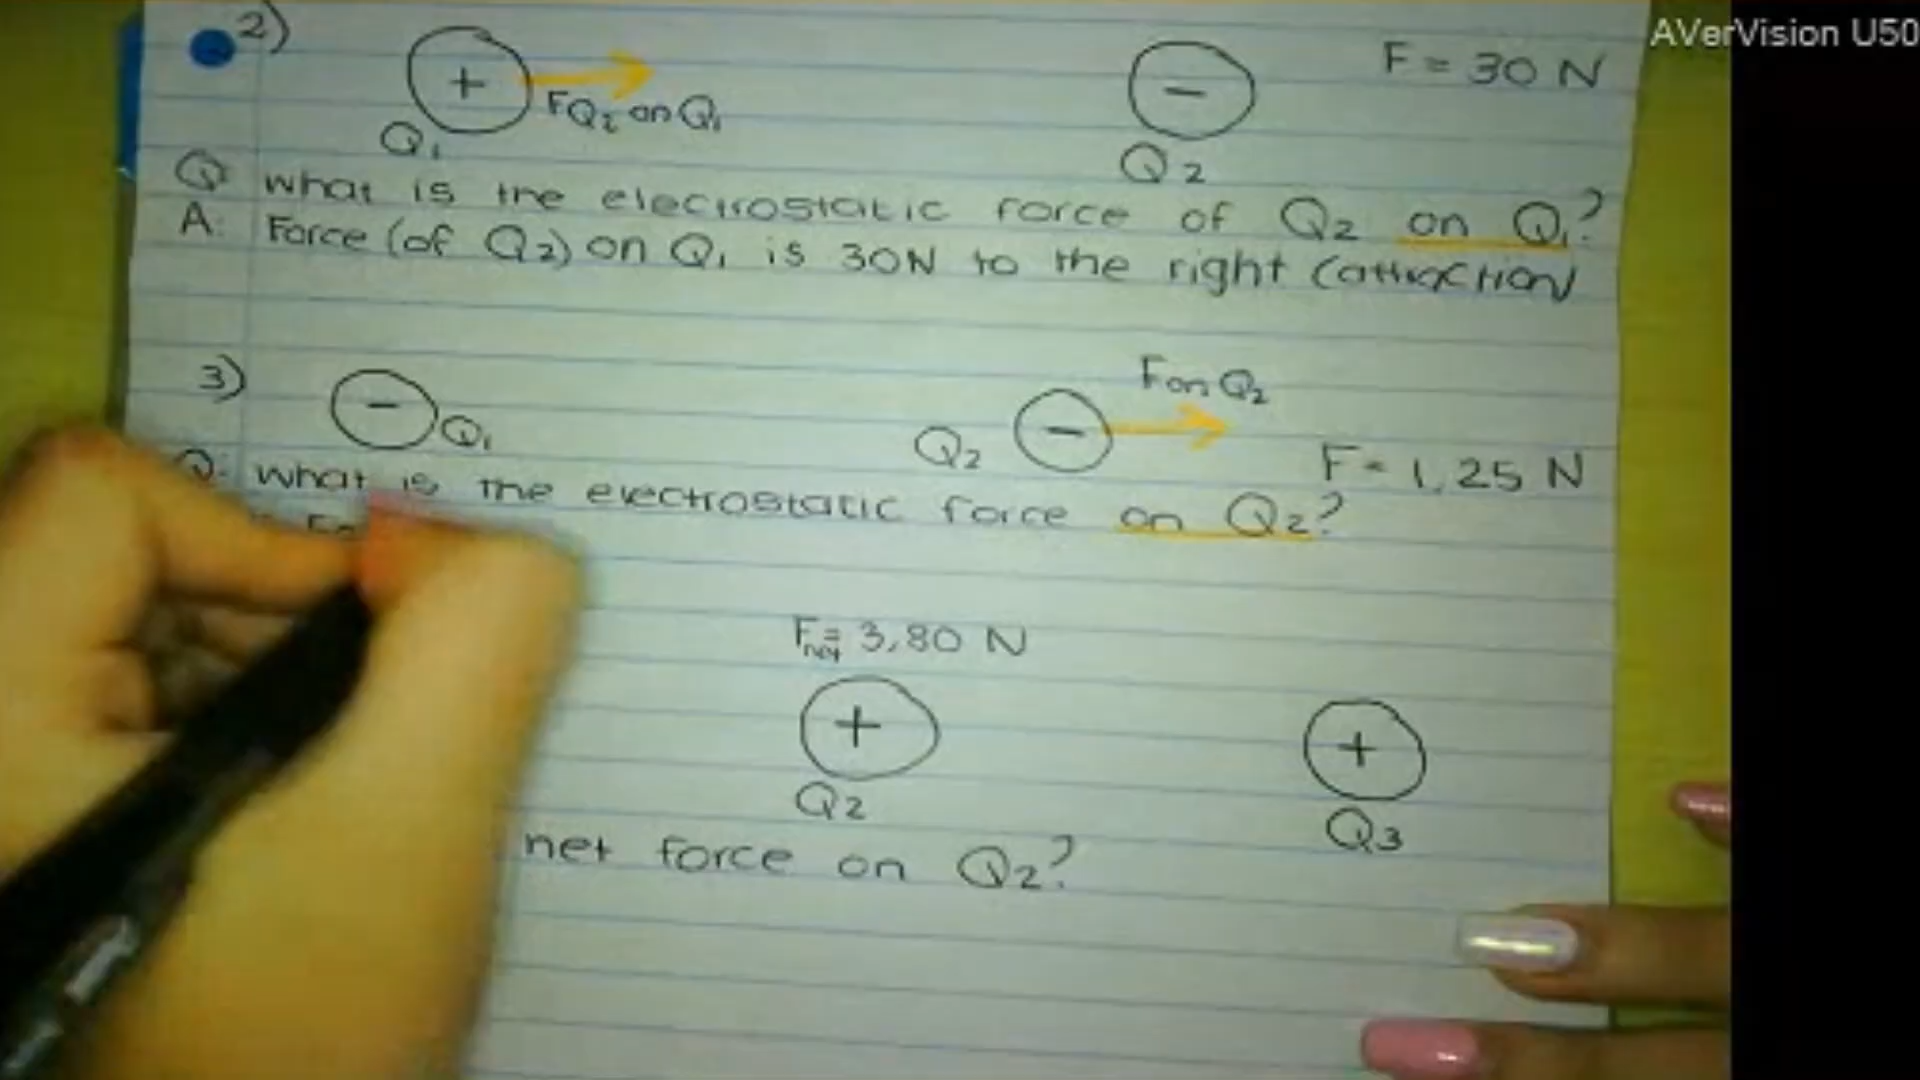 AVerVision U50
2) + F Q2 on Q1 - F = 30 N
Q1 Q2
Q: what is the electrostatic force of Q2 on Q1?
A: Force (of Q2) on Q1 is 30N to the right (attraction
3) - Q1 Q2 - F on Q2 F = 1,25 N
Q: what is the electrostatic force on Q2?
Fnet = 3,80 N
+ +
Q2 Q3
net force on Q2?